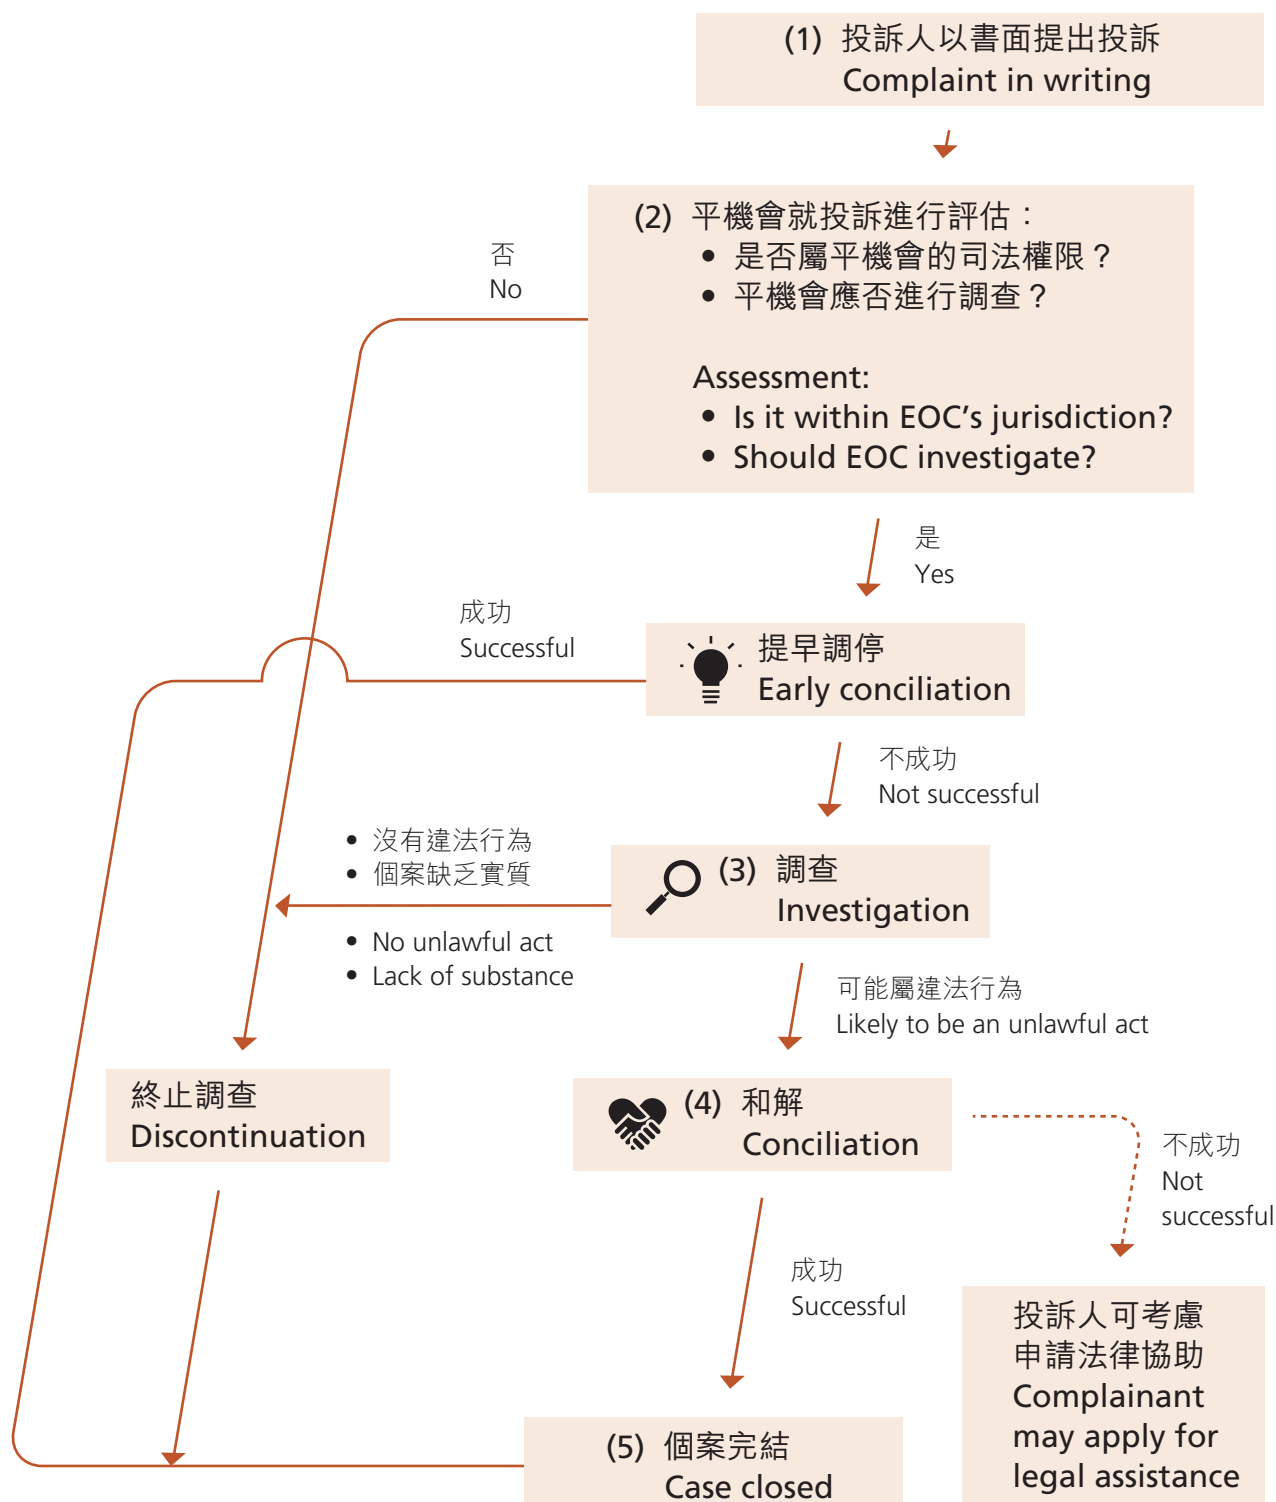 (1) 投訴人以書面提出投訴
Complaint in writing
(2) 平機會就投訴進行評估：
• 是否屬平機會的司法權限？
• 平機會應否進行調查？
Assessment:
• Is it within EOC’s jurisdiction?
• Should EOC investigate?
否
No
是
Yes
成功
Successful
提早調停
Early conciliation
不成功
Not successful
• 沒有違法行為
• 個案缺乏實質
• No unlawful act
• Lack of substance
(3) 調查
Investigation
可能屬違法行為
Likely to be an unlawful act
終止調查
Discontinuation
(4) 和解
Conciliation
不成功
Not
successful
成功
Successful
投訴人可考慮
申請法律協助
Complainant
may apply for
legal assistance
(5) 個案完結
Case closed